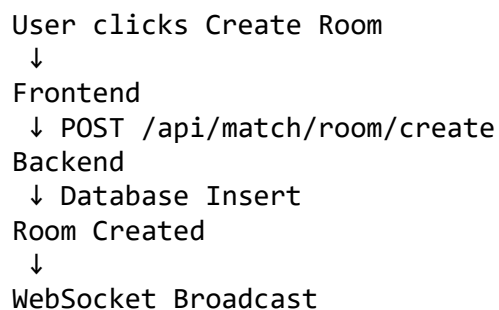 User clicks Create Room
↓
Frontend
↓ POST /api/match/room/create
Backend
↓ Database Insert
Room Created
↓
WebSocket Broadcast